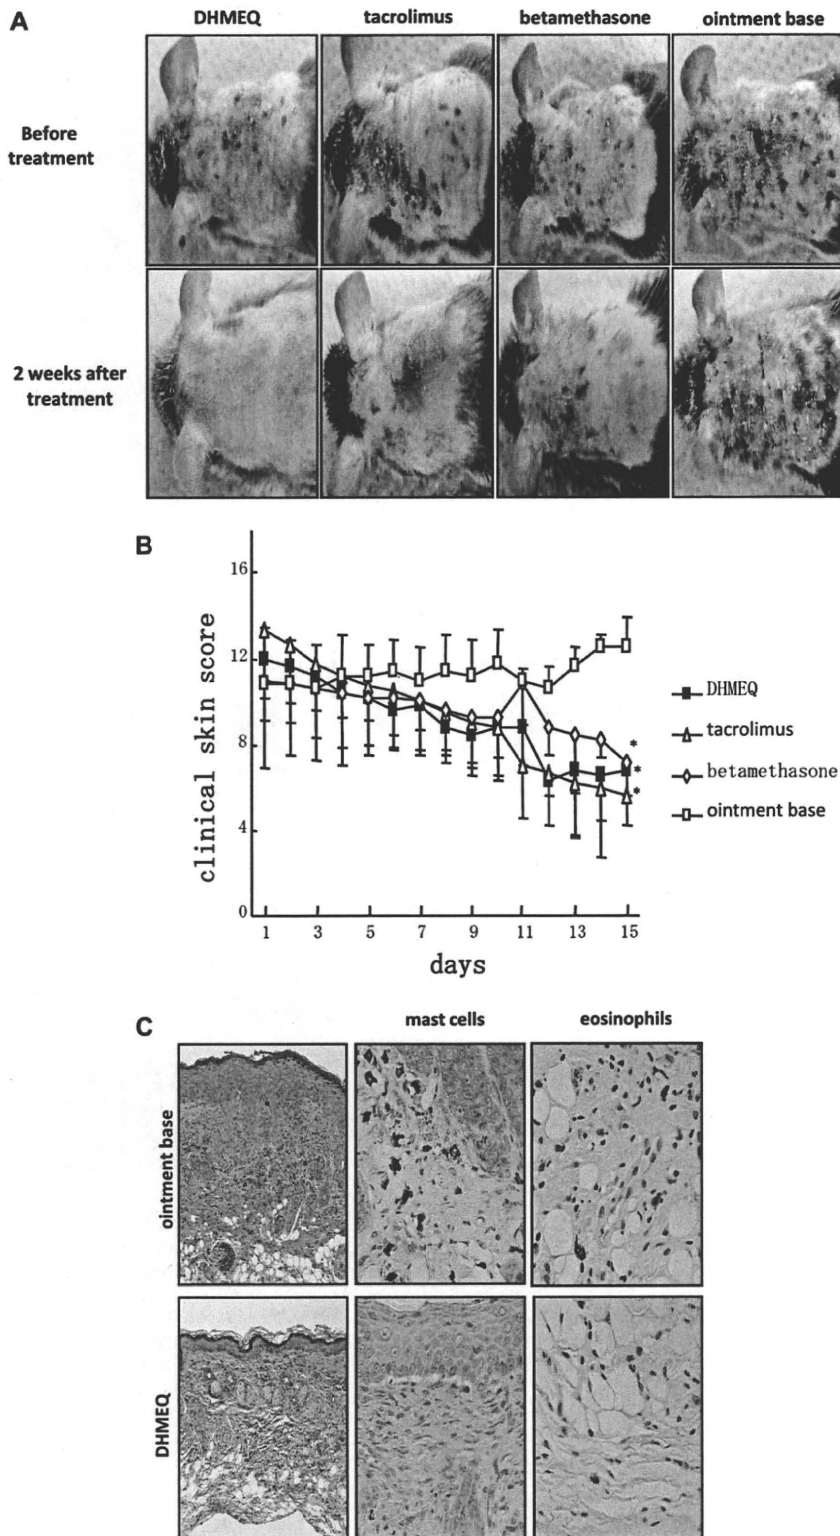 A
DHMEQ
tacrolimus
betamethasone
ointment base
Before
treatment
2 weeks after
treatment
B
clinical skin score
16
12
8
4
0
1
3
5
7
9
11
13
15
days
*
*
*
DHMEQ
tacrolimus
betamethasone
ointment base
C
mast cells
eosinophils
ointment base
DHMEQ